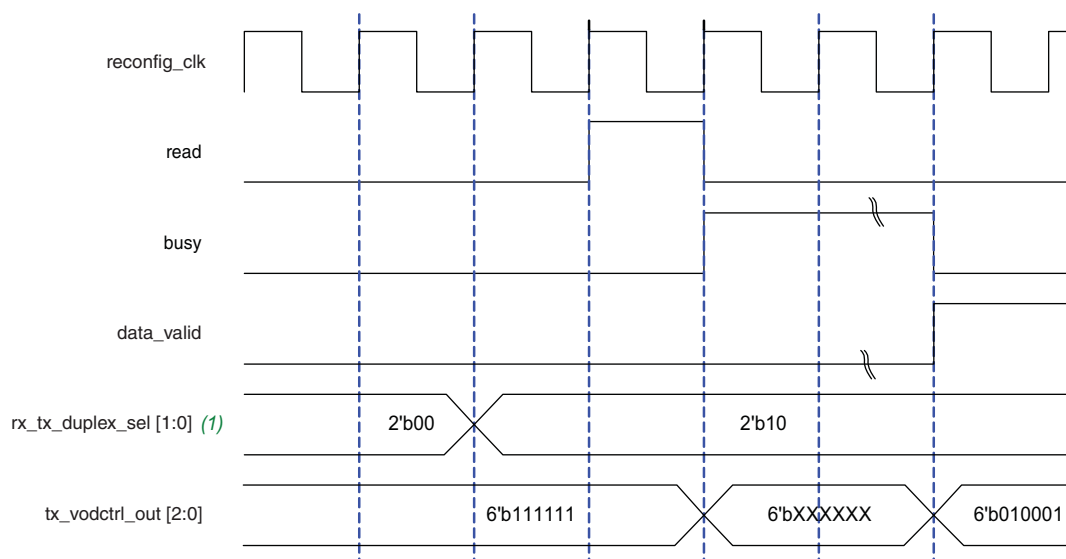 reconfig_clk
read
busy
data_valid
rx_tx_duplex_sel [1:0] (1) 2'b00 2'b10
tx_vodctrl_out [2:0] 6'b111111 6'bXXXXXX 6'b010001